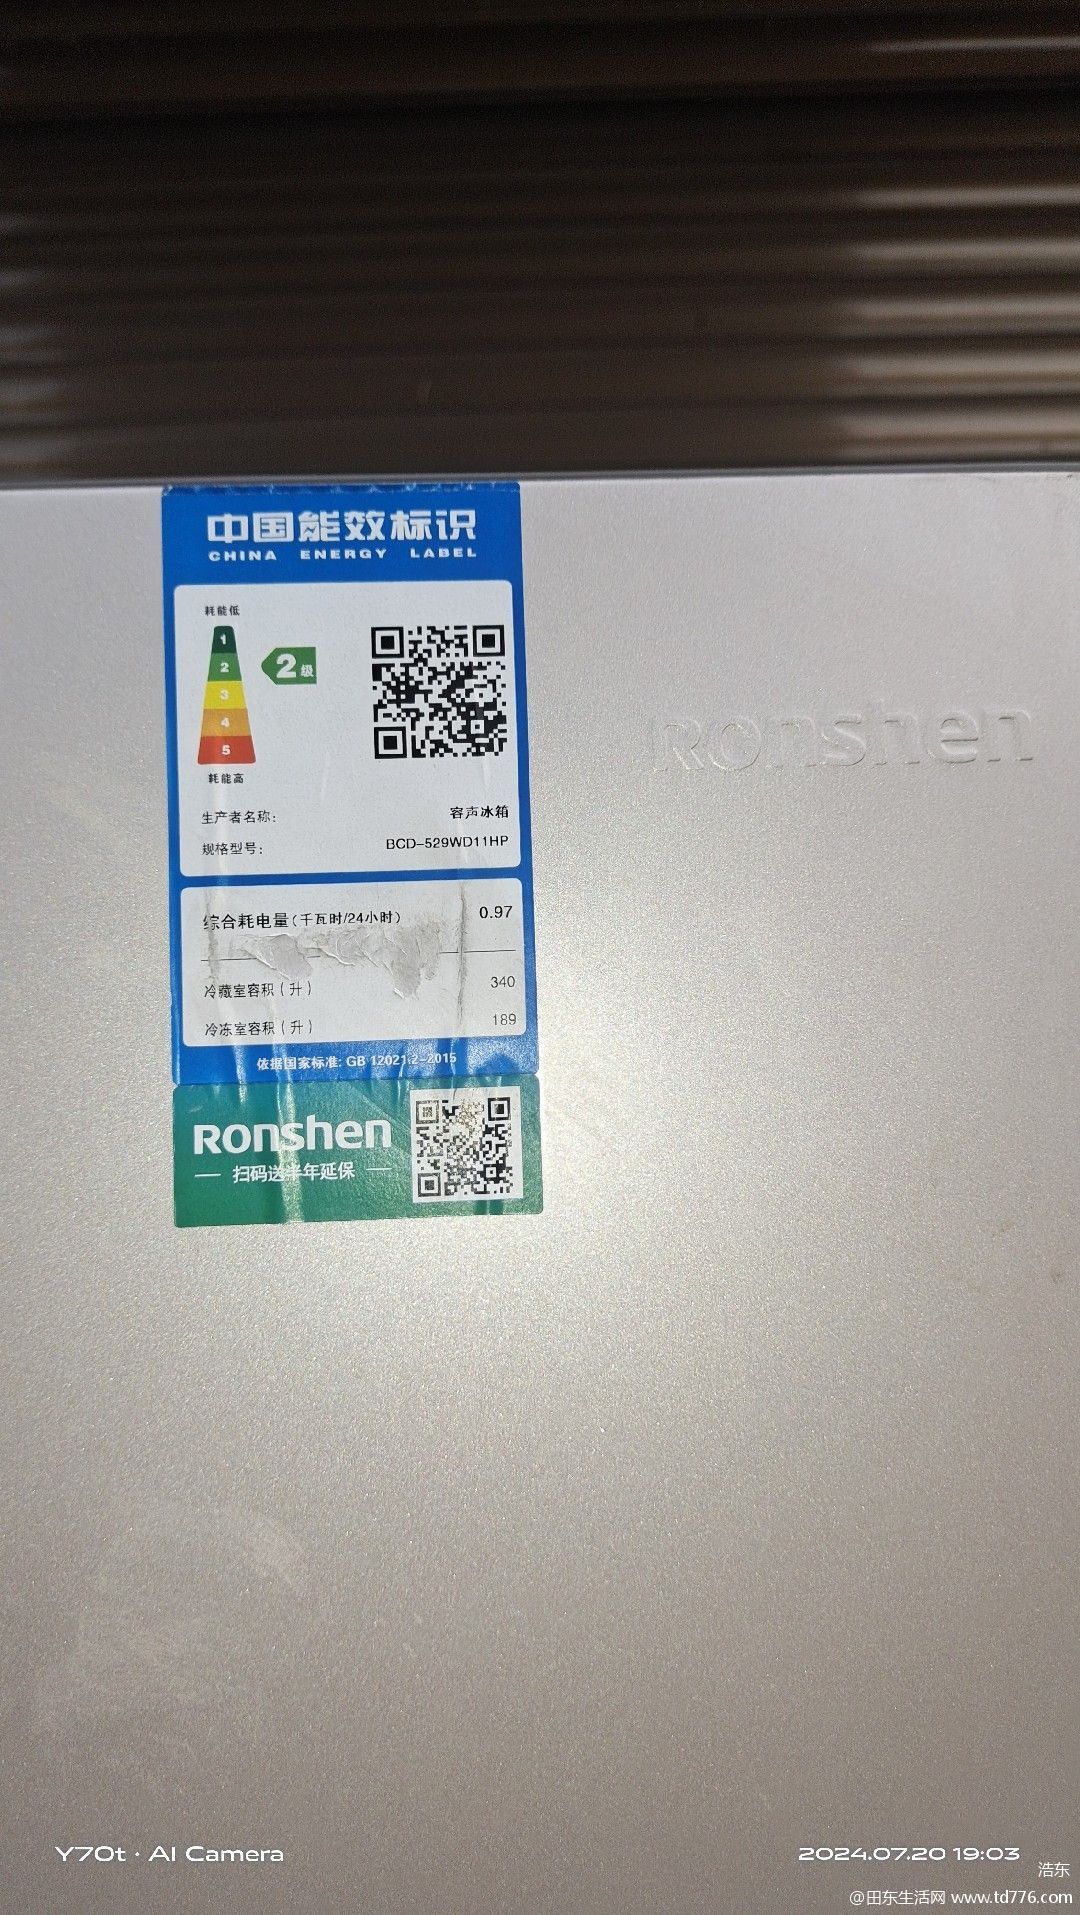 中国能效标识
CHINA ENERGY LABEL
耗能低
1
2
2级
3
4
5
耗能高
生产者名称: 容声冰箱
规格型号: BCD-529WD11HP
综合耗电量(千瓦时/24小时) 0.97
冷藏室容积(升) 340
冷冻室容积(升) 189
依据国家标准: GB 12021.2-2015
Ronshen
扫码送半年延保
Ronshen
Y70t · AI Camera
2024.07.20 19:03
浩东
@田东生活网 www.td776.com